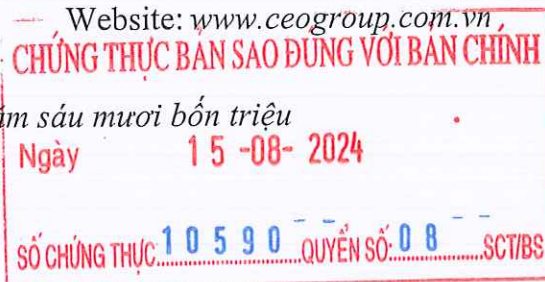 Website: www.ceogroup.com.vn
CHỨNG THỰC BẢN SAO ĐÚNG VỚI BẢN CHÍNH
sáu mươi bốn triệu
Ngày 15 -08- 2024
SỐ CHỨNG THỰC 10590 QUYỂN SỐ: 08 SCT/BS